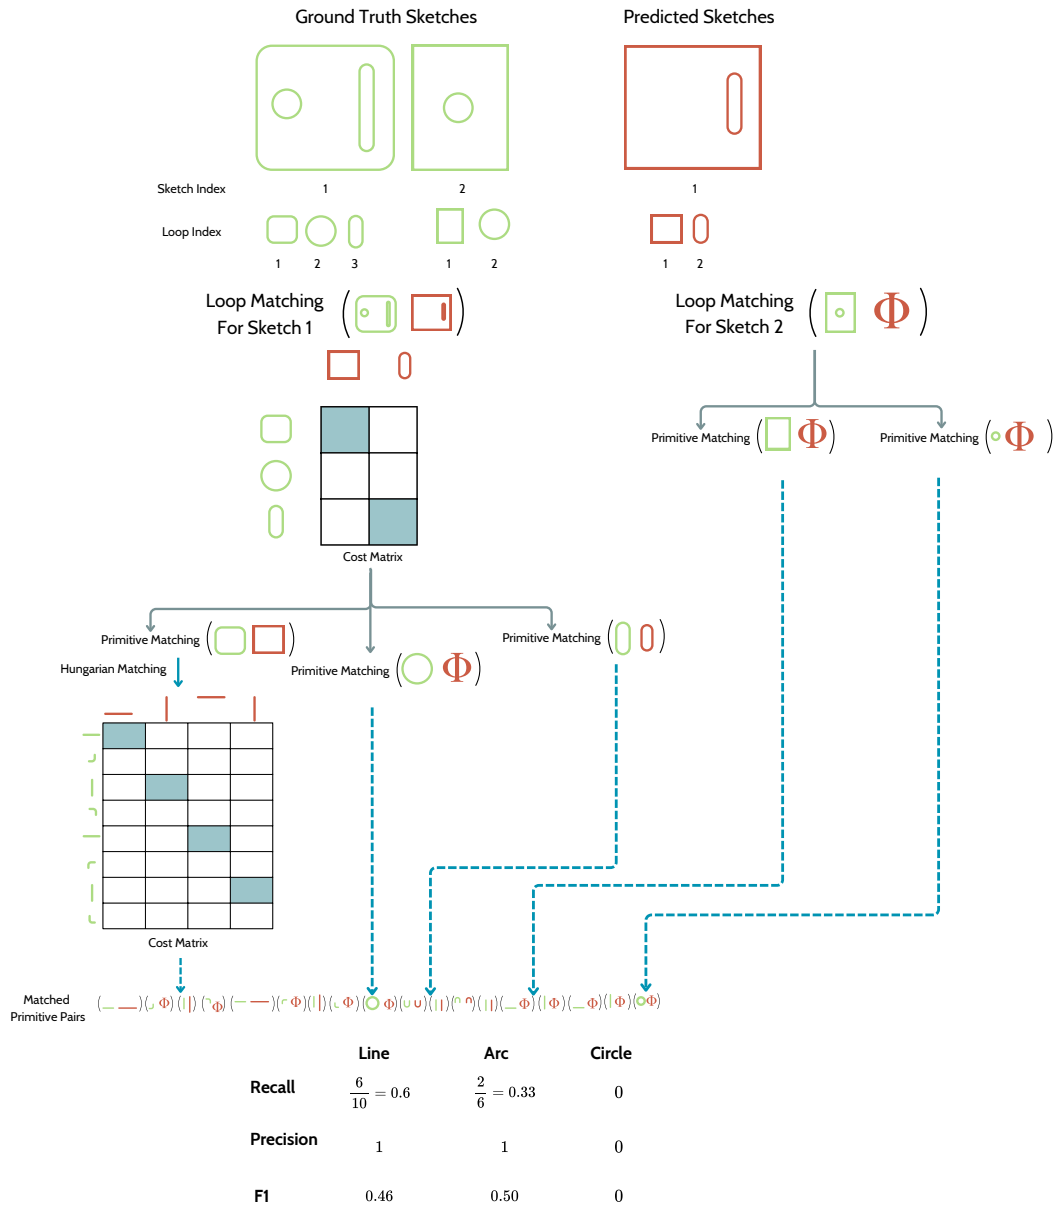 Ground Truth Sketches
Predicted Sketches
Sketch Index
1
2
1
Loop Index
1
2
3
1
2
1
2
Loop Matching
For Sketch 1
Loop Matching
For Sketch 2
( Φ )
Primitive Matching ( Φ )
Primitive Matching ( Φ )
Cost Matrix
Primitive Matching ( )
Primitive Matching ( Φ )
Primitive Matching ( )
Hungarian Matching
Cost Matrix
Matched
Primitive Pairs
( ) ( Φ ) ( ) ( Φ ) ( ) ( Φ ) ( ) ( Φ ) ( Φ ) ( ) ( ) ( ) ( ) ( Φ ) ( Φ ) ( Φ ) ( Φ ) ( Φ )
Line Arc Circle
Recall 6/10 = 0.6 2/6 = 0.33 0
Precision 1 1 0
F1 0.46 0.50 0